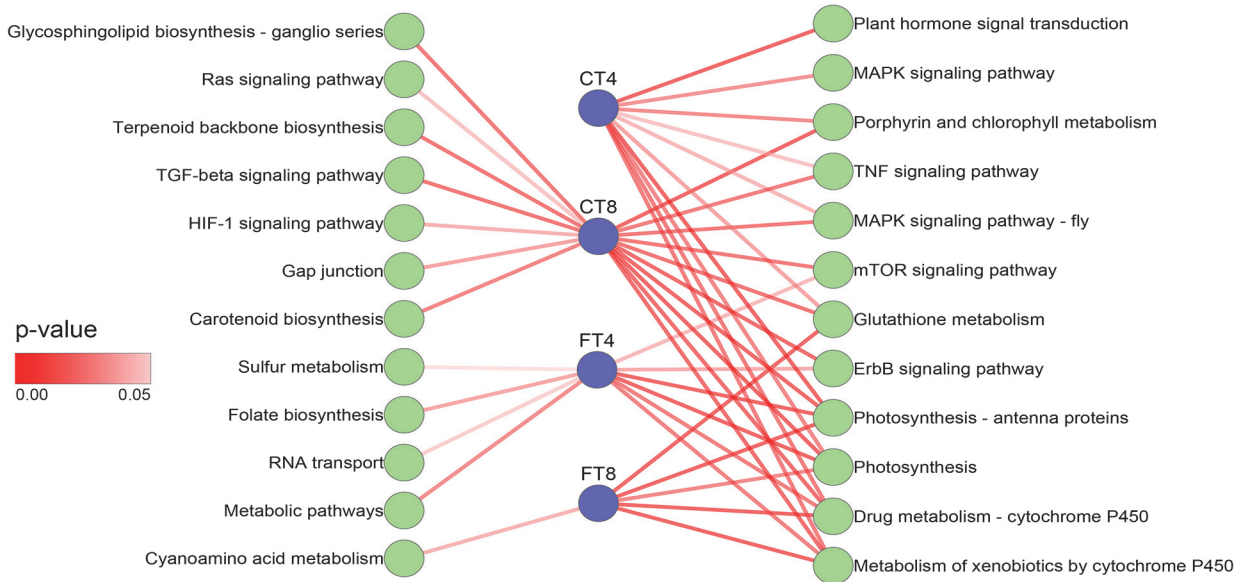 Glycosphingolipid biosynthesis - ganglio series
Ras signaling pathway
Terpenoid backbone biosynthesis
TGF-beta signaling pathway
HIF-1 signaling pathway
Gap junction
Carotenoid biosynthesis
Sulfur metabolism
Folate biosynthesis
RNA transport
Metabolic pathways
Cyanoamino acid metabolism
p-value
0.00 0.05
CT4
CT8
FT4
FT8
Plant hormone signal transduction
MAPK signaling pathway
Porphyrin and chlorophyll metabolism
TNF signaling pathway
MAPK signaling pathway - fly
mTOR signaling pathway
Glutathione metabolism
ErbB signaling pathway
Photosynthesis - antenna proteins
Photosynthesis
Drug metabolism - cytochrome P450
Metabolism of xenobiotics by cytochrome P450